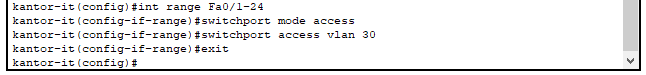 kantor-it(config)#int range Fa0/1-24
kantor-it(config-if-range)#switchport mode access
kantor-it(config-if-range)#switchport access vlan 30
kantor-it(config-if-range)#exit
kantor-it(config)#